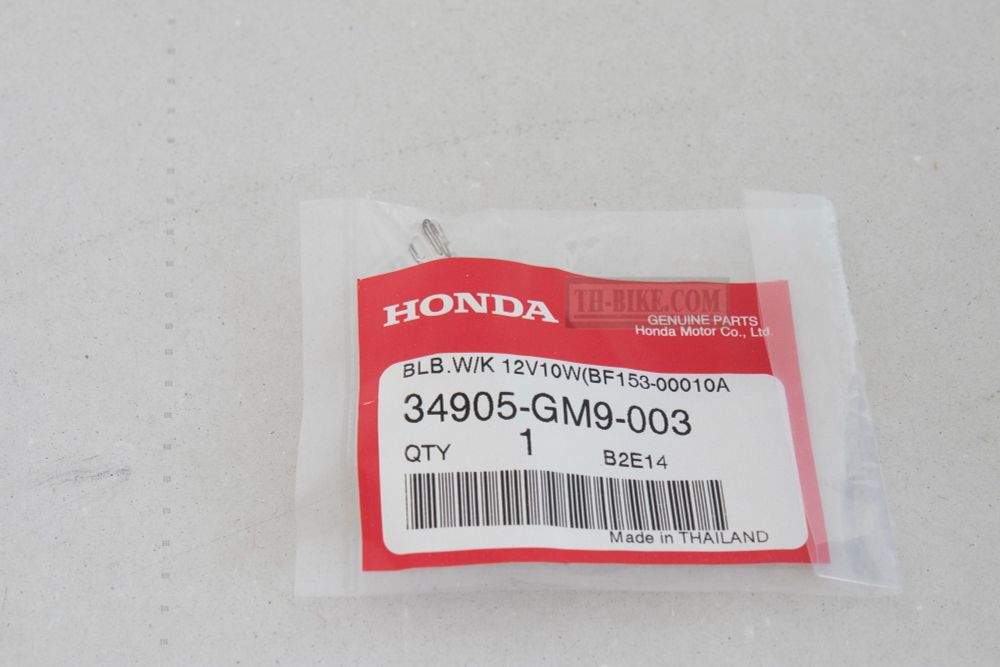 HONDA
TH-BIKE.COM
GENUINE PARTS
Honda Motor Co., Ltd.
BLB.W/K 12V10W(BF153-00010A
34905-GM9-003
QTY 1 B2E14
Made in THAILAND